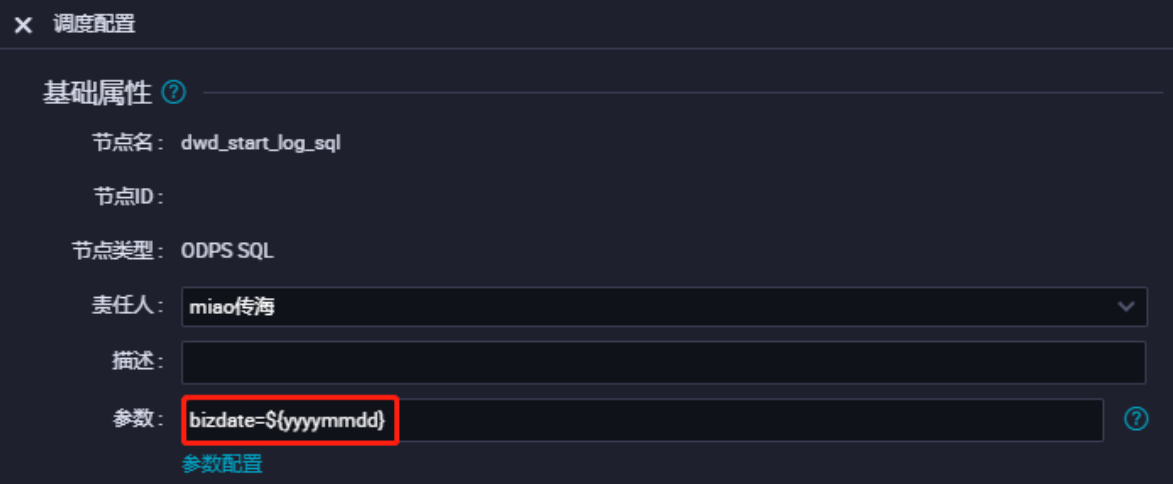 调度配置
基础属性
节点名： dwd_start_log_sql
节点ID：
节点类型： ODPS SQL
责任人： miao传海
描述：
参数： bizdate=${yyyymmdd}
参数配置